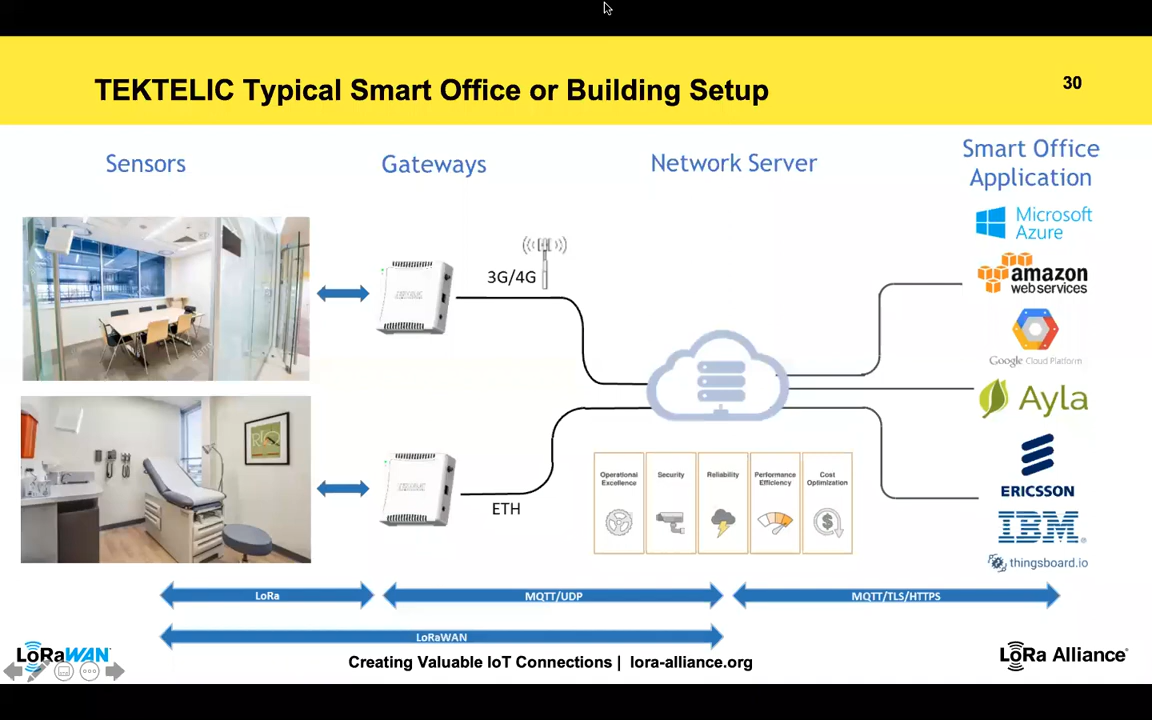 TEKTELIC Typical Smart Office or Building Setup
30
Sensors
Gateways
Network Server
Smart Office
Application
Microsoft
Azure
3G/4G
amazon
webservices
Google Cloud Platform
Ayla
ERICSSON
IBM
thingsboard.io
ETH
Operational
Excellence
Security
Reliability
Performance
Efficiency
Cost
Optimization
LoRa
MQTT/UDP
MQTT/TLS/HTTPS
LoRaWAN
LoRaWAN
Creating Valuable IoT Connections | lora-alliance.org
LoRa Alliance